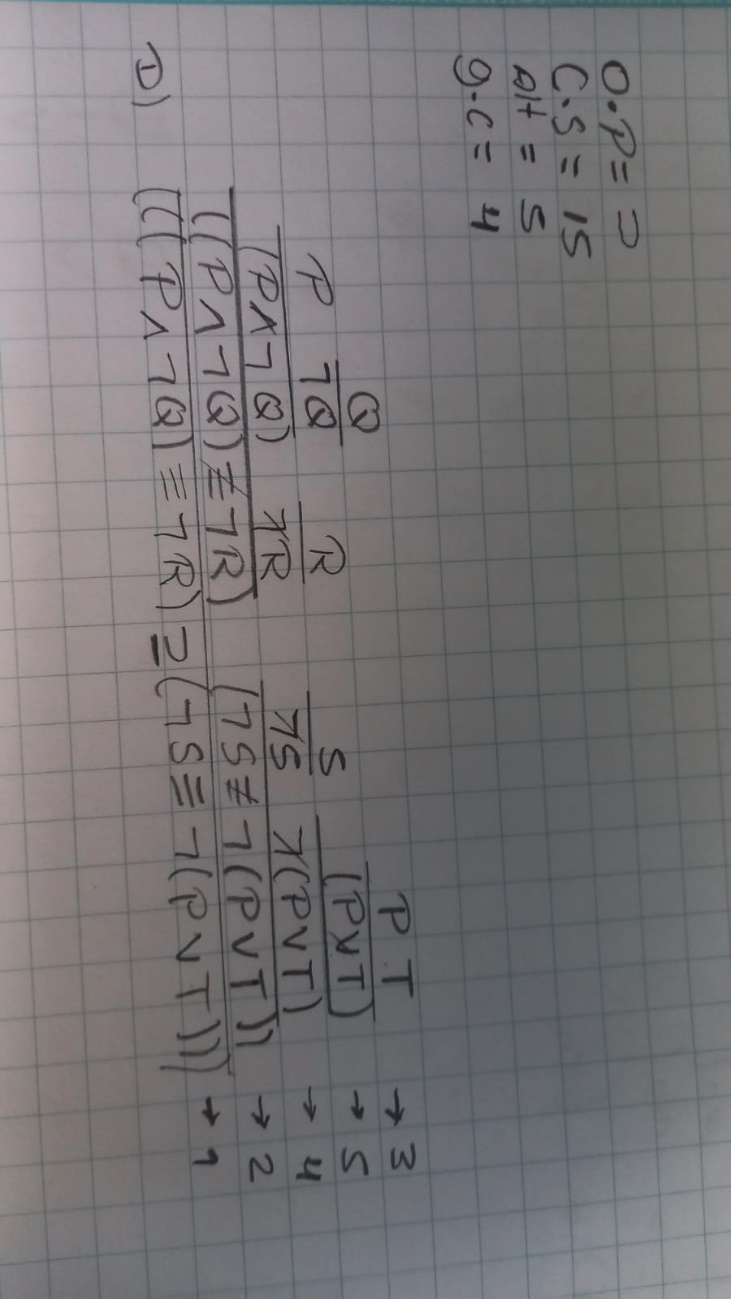 O.P = ⊃
C.S = 15
alt = 5
g.c = 4
P T → 3
Q R S (P∨T) → 5
P ¬Q ¬R ¬S ¬(P∨T) → 4
(P∧¬Q) ¬R (¬S≢¬(P∨T)) → 2
((P∧¬Q)≢¬R)
D) (((P∧¬Q)≡¬R)⊃(¬S≡¬(P∨T))) → 1